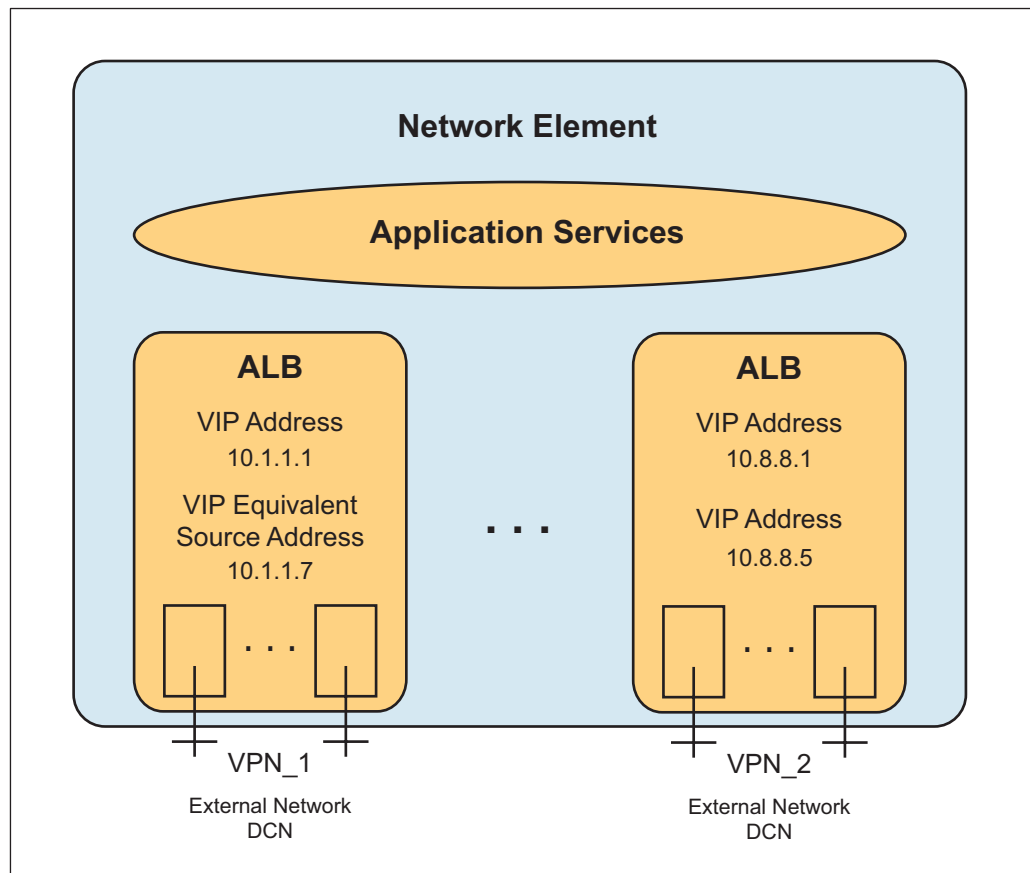 Network Element
Application Services
ALB
VIP Address
10.1.1.1
VIP Equivalent
Source Address
10.1.1.7
. . .
. . .
ALB
VIP Address
10.8.8.1
VIP Address
10.8.8.5
. . .
VPN_1
External Network
DCN
VPN_2
External Network
DCN